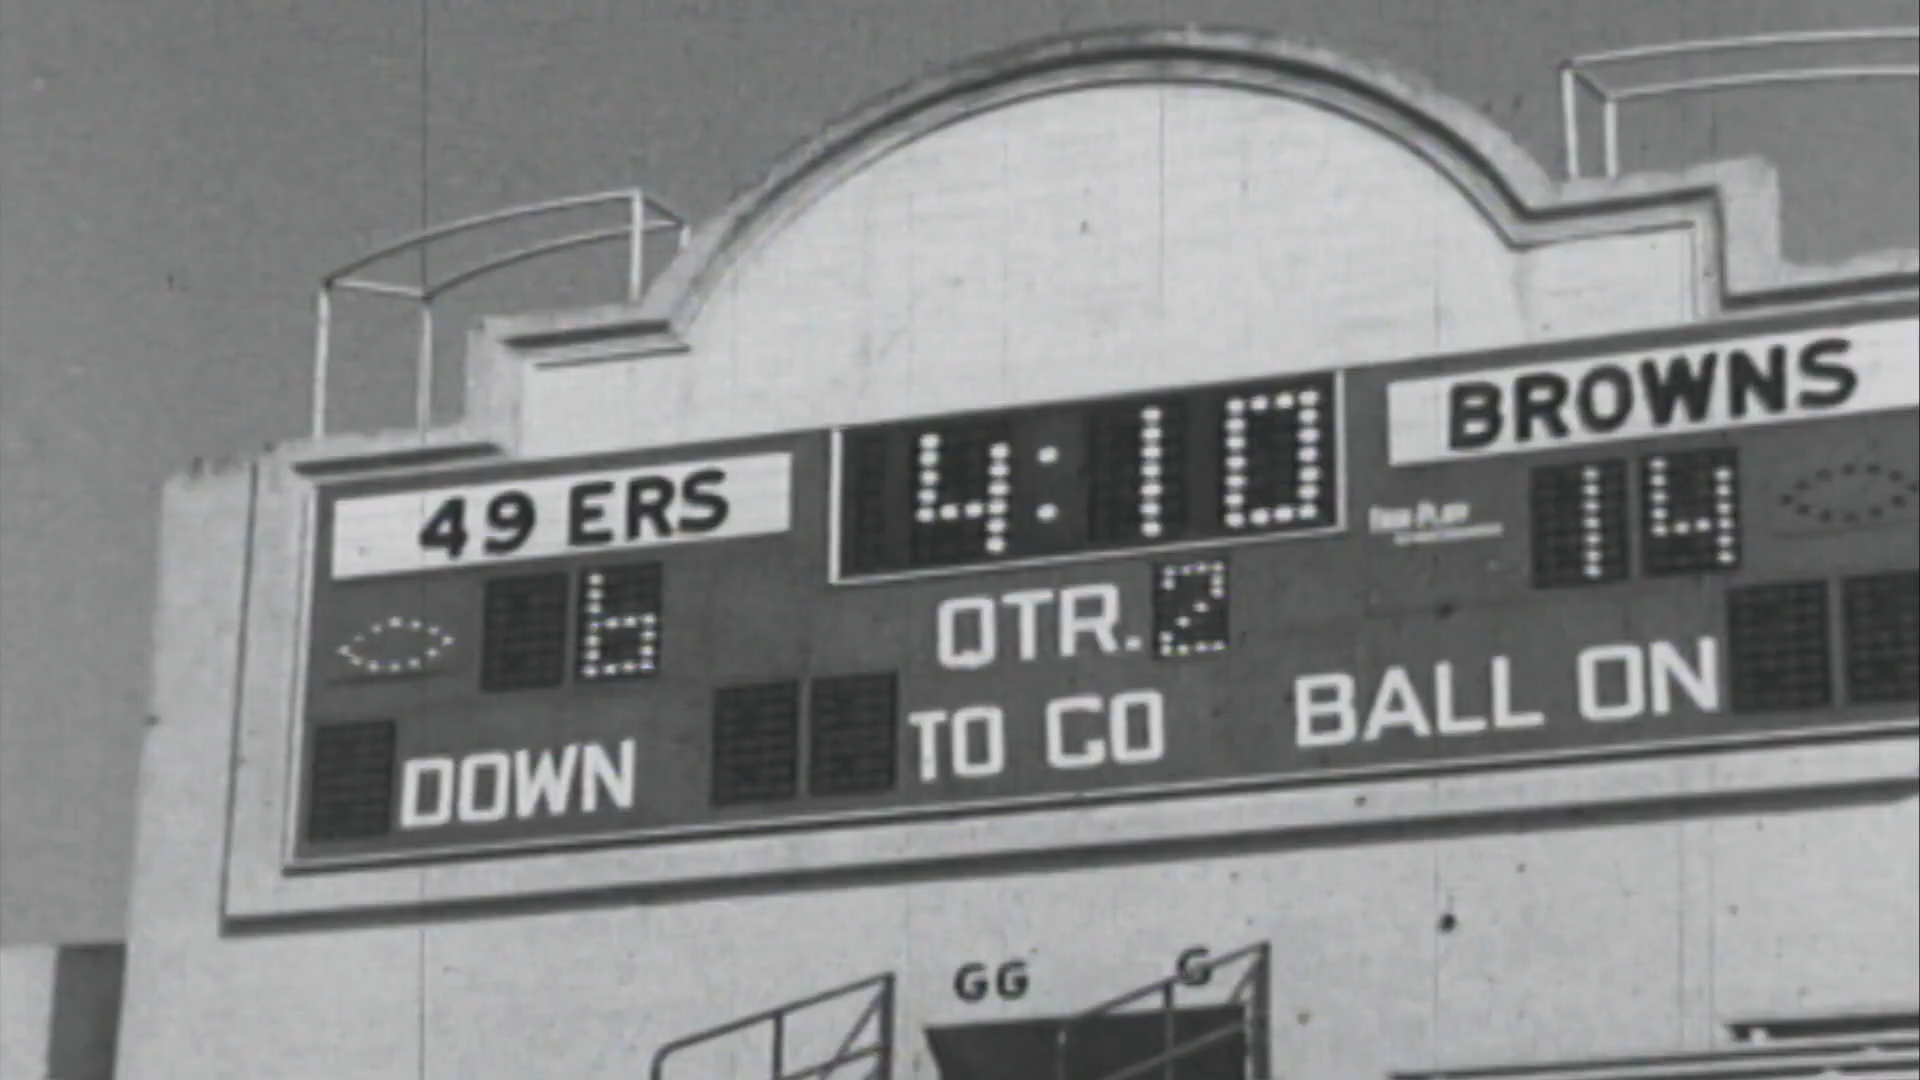 4:10
49 ERS
BROWNS
6
QTR. 2
14
DOWN
TO GO
BALL ON
GG
G